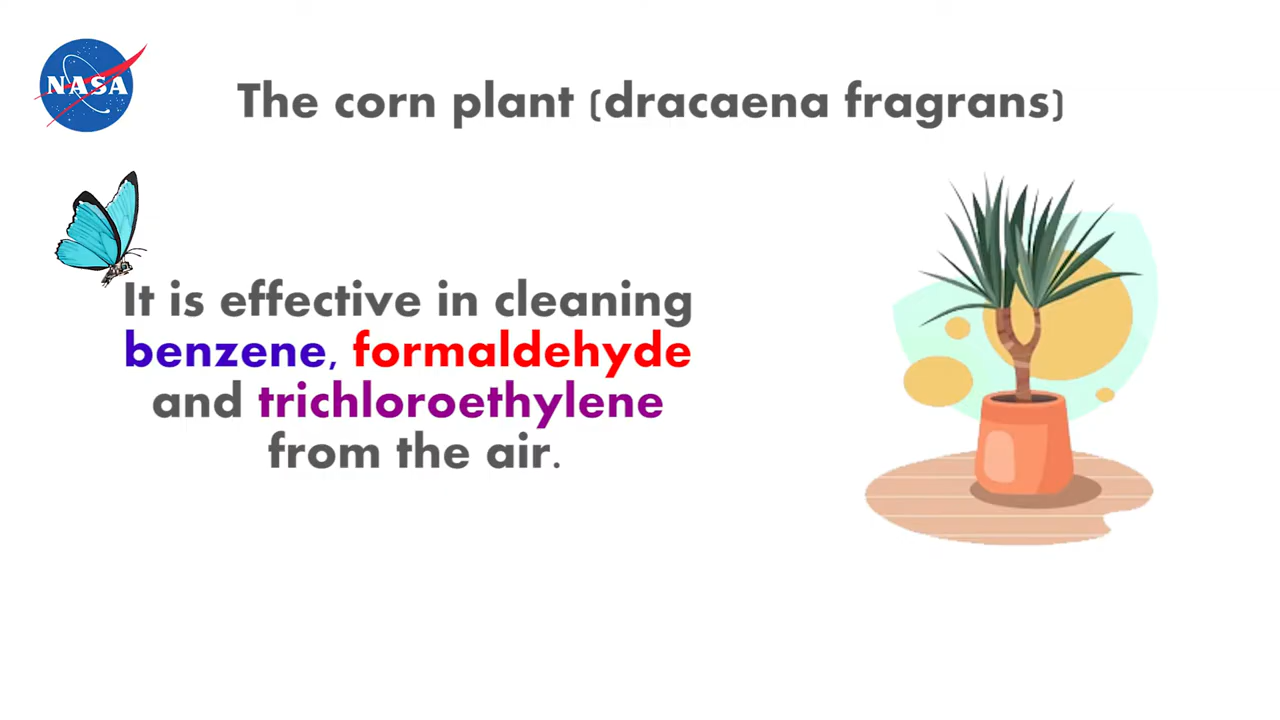 NASA
The corn plant (dracaena fragrans)
It is effective in cleaning
benzene, formaldehyde
and trichloroethylene
from the air.